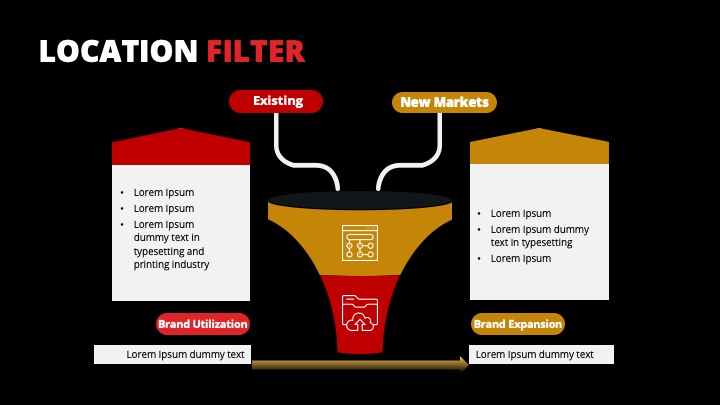 LOCATION FILTER
Existing
New Markets
• Lorem Ipsum
• Lorem Ipsum
• Lorem Ipsum
dummy text in
typesetting and
printing industry
• Lorem Ipsum
• Lorem Ipsum dummy
text in typesetting
• Lorem Ipsum
Brand Utilization
Brand Expansion
Lorem Ipsum dummy text
Lorem Ipsum dummy text